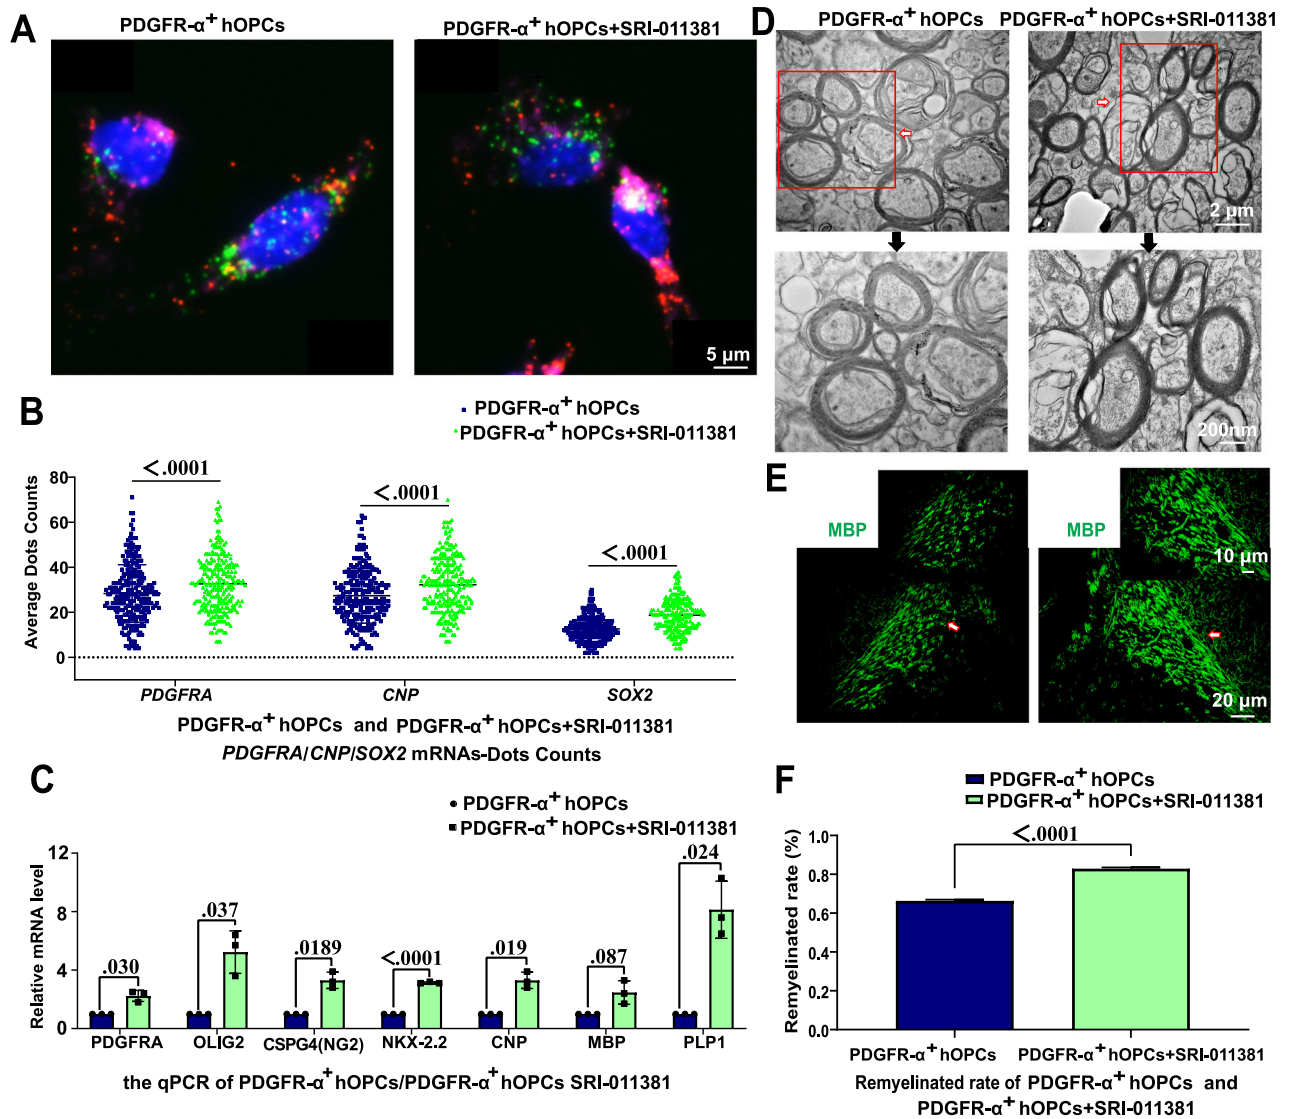 A
PDGFR-α+ hOPCs
PDGFR-α+ hOPCs+SRI-011381
5 µm
B
PDGFR-α+ hOPCs
PDGFR-α+ hOPCs+SRI-011381
Average Dots Counts
80
60
40
20
0
<.0001
<.0001
<.0001
PDGFRA
CNP
SOX2
PDGFR-α+ hOPCs and PDGFR-α+ hOPCs+SRI-011381
PDGFRA/CNP/SOX2 mRNAs-Dots Counts
C
PDGFR-α+ hOPCs
PDGFR-α+ hOPCs+SRI-011381
Relative mRNA level
12
8
4
0
.030
.037
.0189
<.0001
.019
.087
.024
PDGFRA
OLIG2
CSPG4(NG2)
NKX-2.2
CNP
MBP
PLP1
the qPCR of PDGFR-α+ hOPCs/PDGFR-α+ hOPCs SRI-011381
D
PDGFR-α+ hOPCs
PDGFR-α+ hOPCs+SRI-011381
2 µm
200nm
E
MBP
MBP
10 µm
20 µm
F
PDGFR-α+ hOPCs
PDGFR-α+ hOPCs+SRI-011381
Remyelinated rate (%)
1.0
0.8
0.6
0.4
0.2
0.0
<.0001
PDGFR-α+ hOPCs
PDGFR-α+ hOPCs+SRI-011381
Remyelinated rate of PDGFR-α+ hOPCs and
PDGFR-α+ hOPCs+SRI-011381